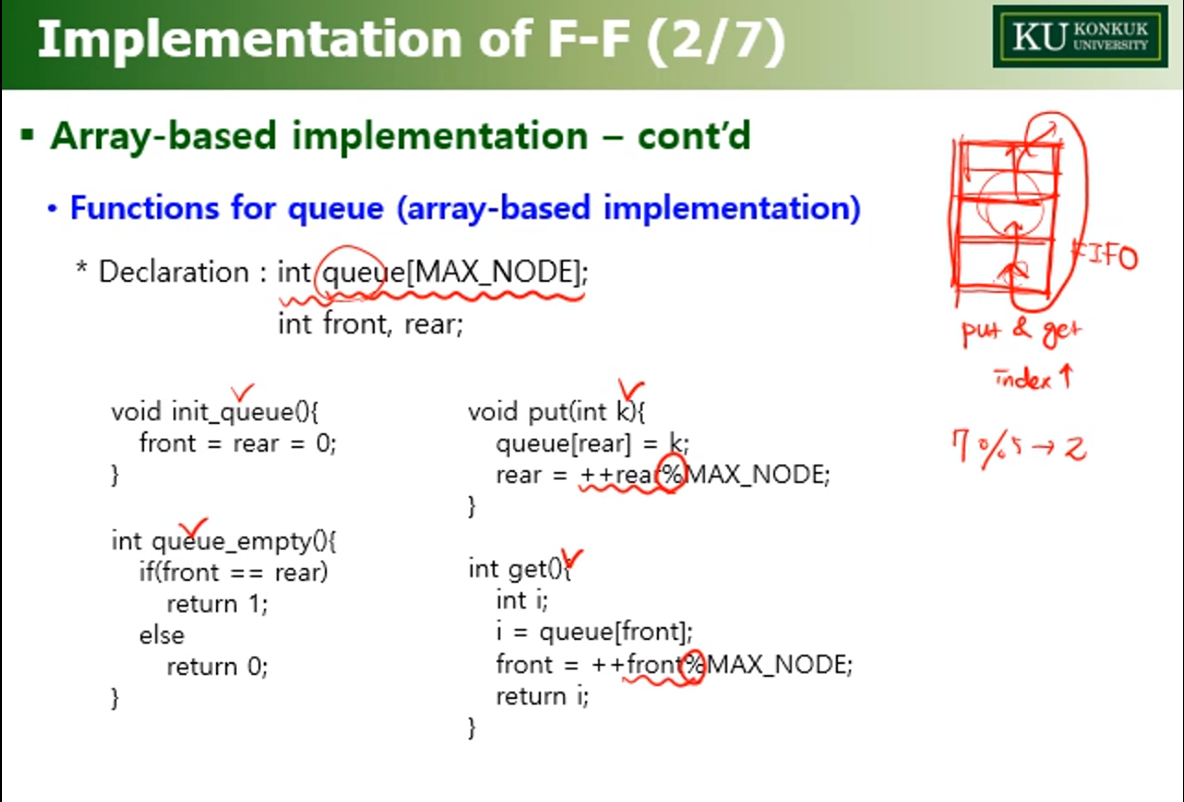 Implementation of F-F (2/7)
KU KONKUK
UNIVERSITY
▪ Array-based implementation – cont’d
• Functions for queue (array-based implementation)
* Declaration : int queue[MAX_NODE];
int front, rear;
void init_queue(){
front = rear = 0;
}
int queue_empty(){
if(front == rear)
return 1;
else
return 0;
}
void put(int k){
queue[rear] = k;
rear = ++rear%MAX_NODE;
}
int get(){
int i;
i = queue[front];
front = ++front%MAX_NODE;
return i;
}
FIFO
put & get
index ↑
7%5 → 2